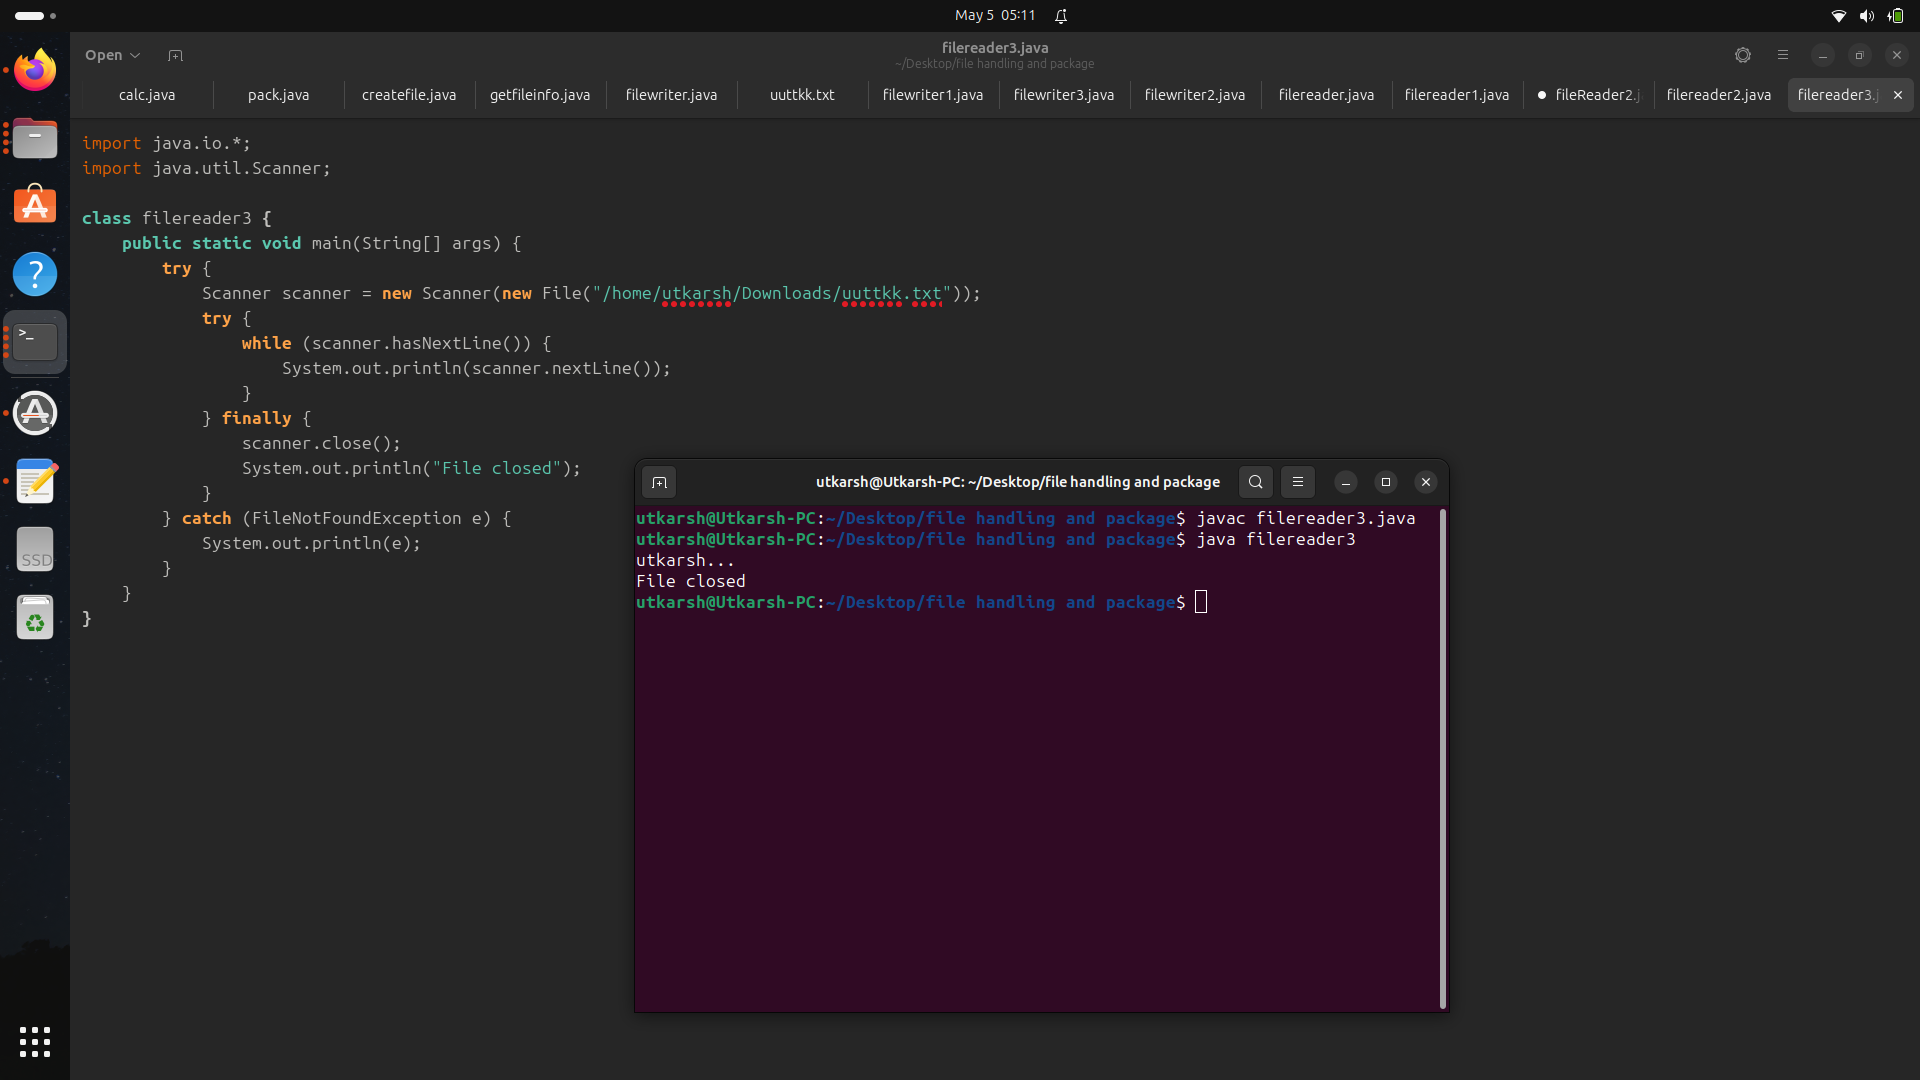 May 5 05:11
Open
filereader3.java
~/Desktop/file handling and package
calc.java
pack.java
createfile.java
getfileinfo.java
filewriter.java
uuttkk.txt
filewriter1.java
filewriter3.java
filewriter2.java
filereader.java
filereader1.java
fileReader2.j
filereader2.java
filereader3.j
import java.io.*;
import java.util.Scanner;
class filereader3 {
    public static void main(String[] args) {
        try {
            Scanner scanner = new Scanner(new File("/home/utkarsh/Downloads/uuttkk.txt"));
            try {
                while (scanner.hasNextLine()) {
                    System.out.println(scanner.nextLine());
                }
            } finally {
                scanner.close();
                System.out.println("File closed");
            }
        } catch (FileNotFoundException e) {
            System.out.println(e);
        }
    }
}
utkarsh@Utkarsh-PC: ~/Desktop/file handling and package
utkarsh@Utkarsh-PC:~/Desktop/file handling and package$ javac filereader3.java
utkarsh@Utkarsh-PC:~/Desktop/file handling and package$ java filereader3
utkarsh...
File closed
utkarsh@Utkarsh-PC:~/Desktop/file handling and package$
>_
?
SSD